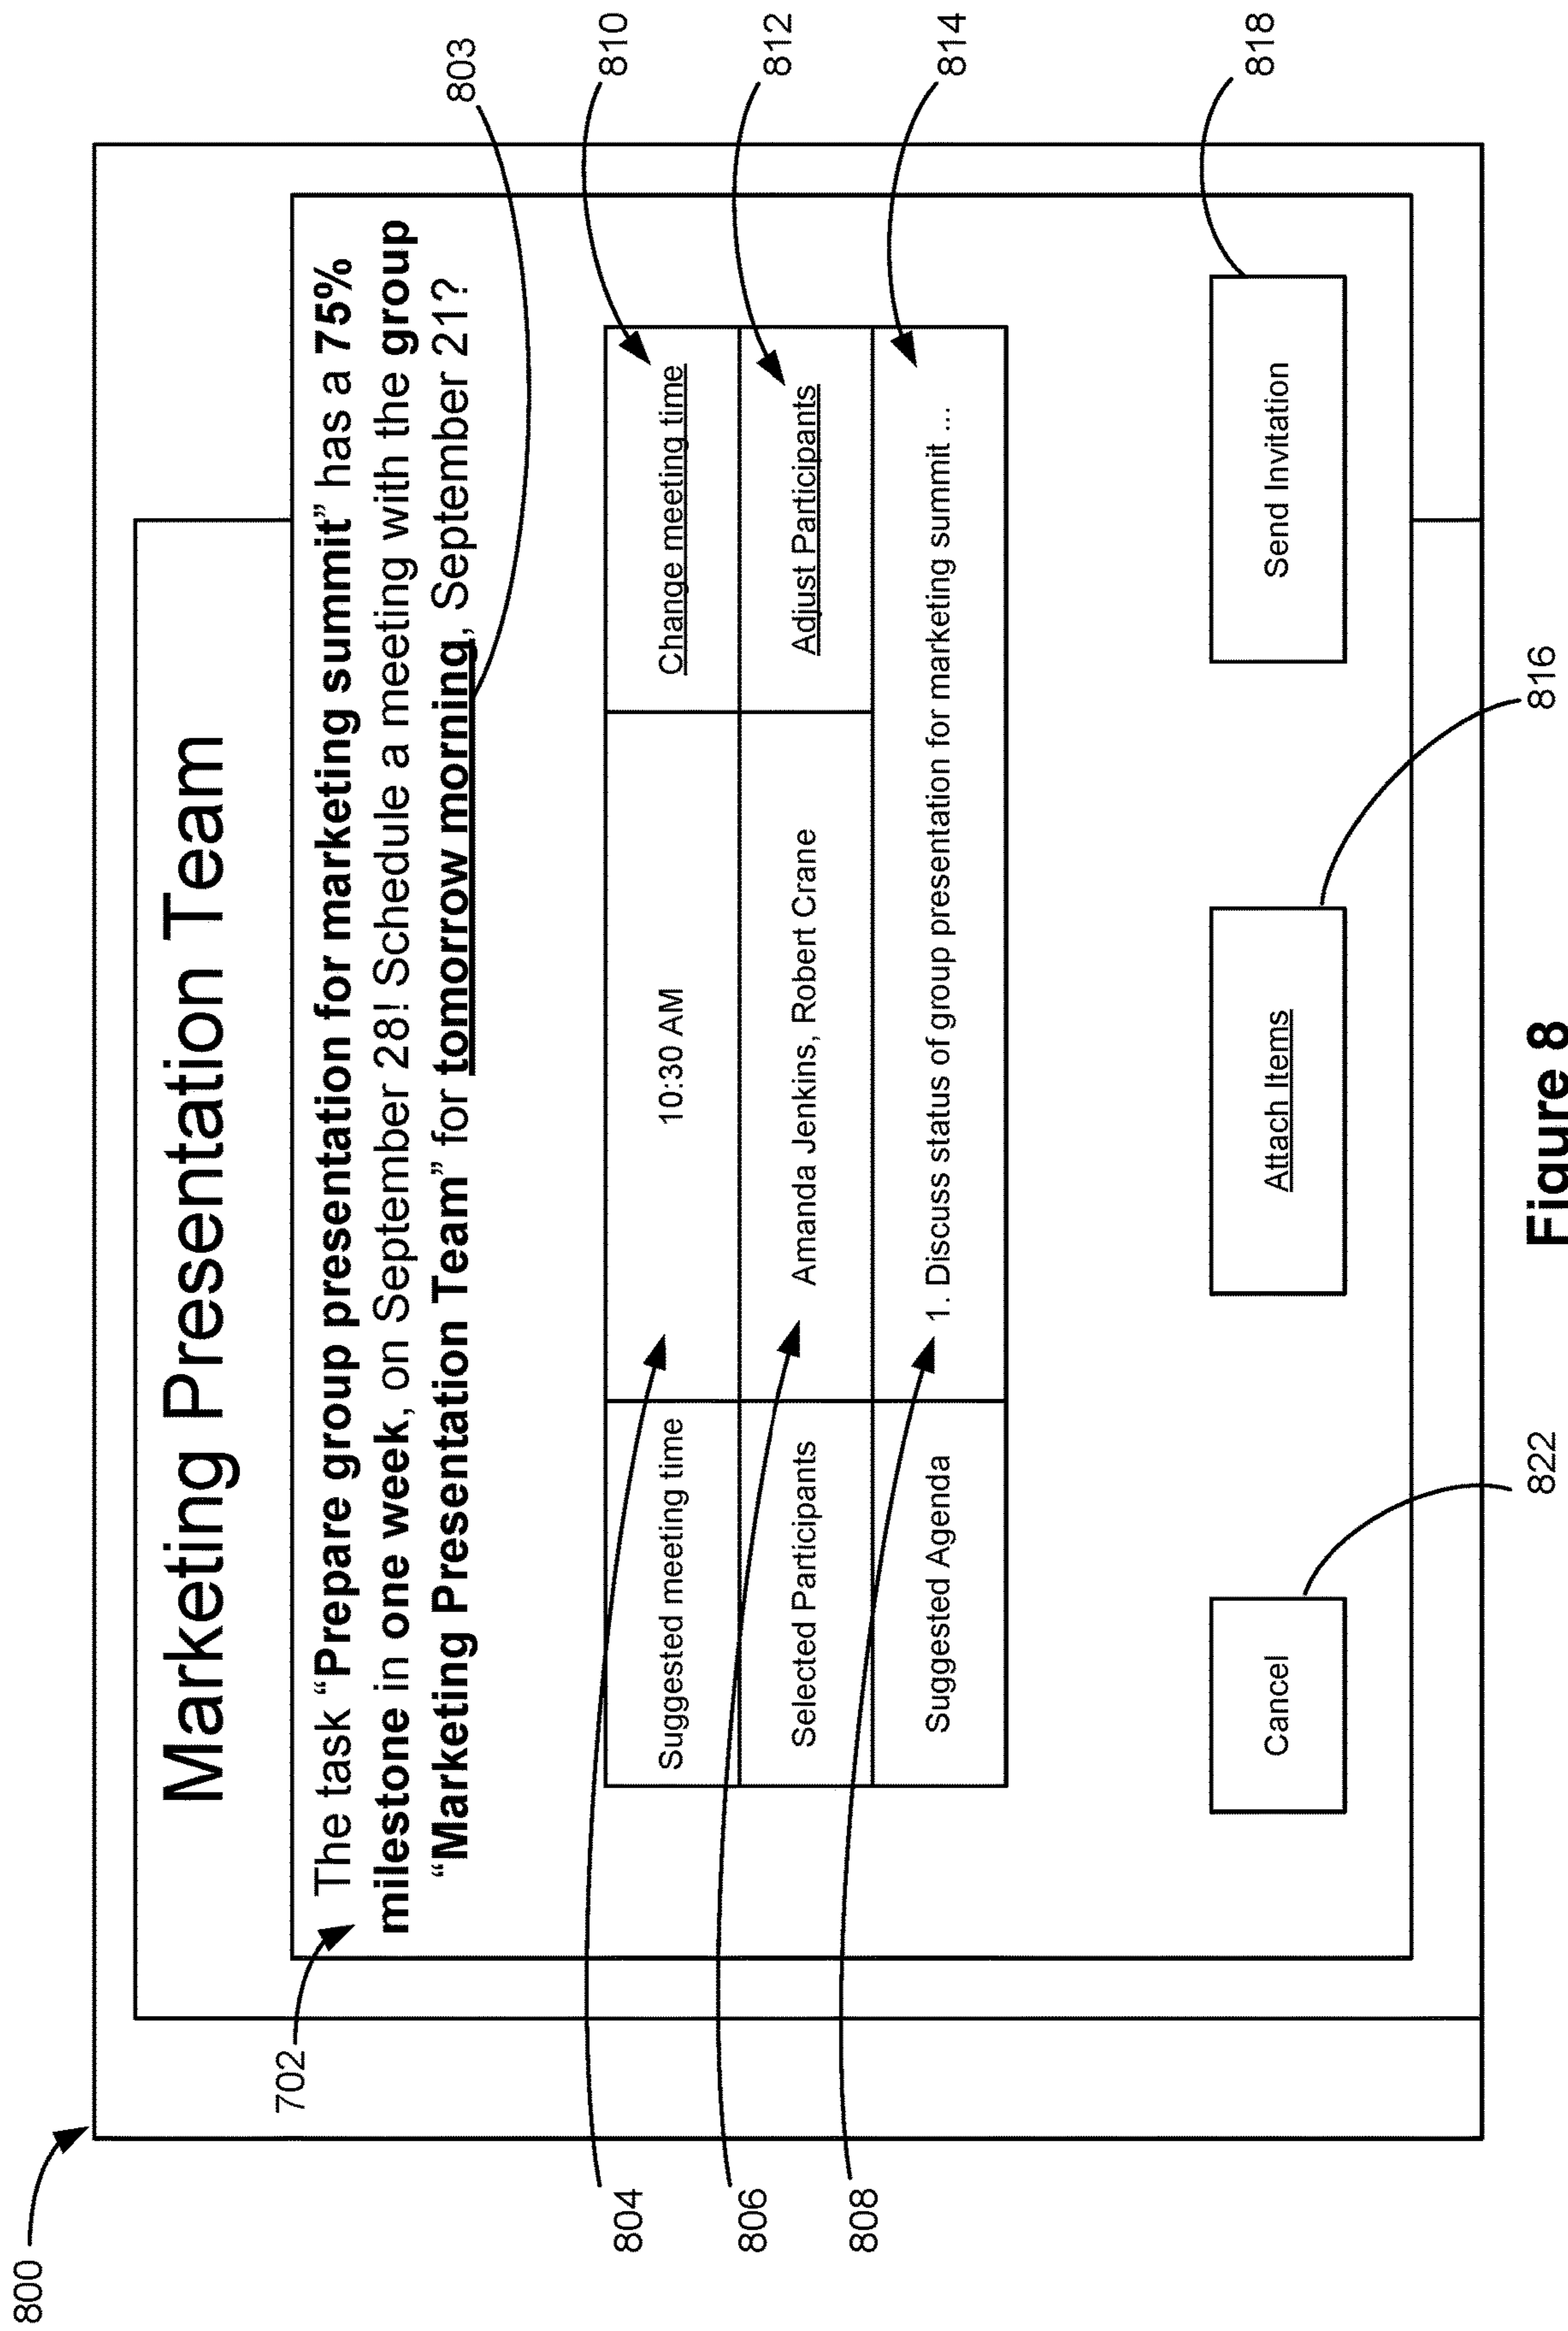 800
Marketing Presentation Team
702
The task “Prepare group presentation for marketing summit” has a 75%
milestone in one week, on September 28! Schedule a meeting with the group
“Marketing Presentation Team” for tomorrow morning, September 21?
803
804
Suggested meeting time
10:30 AM
Change meeting time
810
806
Selected Participants
Amanda Jenkins, Robert Crane
Adjust Participants
812
808
Suggested Agenda
1. Discuss status of group presentation for marketing summit ...
814
Cancel
Attach Items
Send Invitation
818
822
816
Figure 8